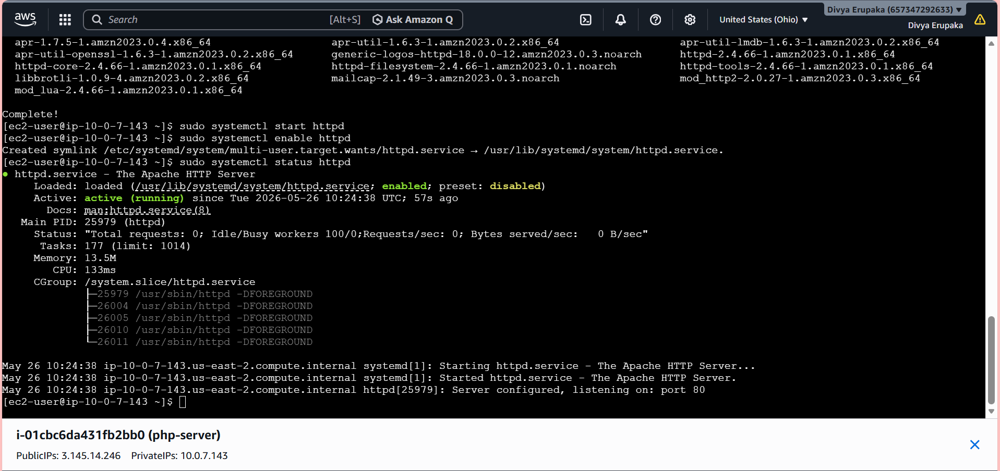 aws
Search [Alt+S] Ask Amazon Q
United States (Ohio) ▼
Divya Erupaka (657347292633) ▼
Divya Erupaka
apr-1.7.5-1.amzn2023.0.4.x86_64 apr-util-1.6.3-1.amzn2023.0.2.x86_64 apr-util-lmdb-1.6.3-1.amzn2023.0.2.x86_64
apr-util-openssl-1.6.3-1.amzn2023.0.2.x86_64 generic-logos-httpd-18.0.0-12.amzn2023.0.3.noarch httpd-2.4.66-1.amzn2023.0.1.x86_64
httpd-core-2.4.66-1.amzn2023.0.1.x86_64 httpd-filesystem-2.4.66-1.amzn2023.0.1.noarch httpd-tools-2.4.66-1.amzn2023.0.1.x86_64
libbrotli-1.0.9-4.amzn2023.0.2.x86_64 mailcap-2.1.49-3.amzn2023.0.3.noarch mod_http2-2.0.27-1.amzn2023.0.3.x86_64
mod_lua-2.4.66-1.amzn2023.0.1.x86_64
Complete!
[ec2-user@ip-10-0-7-143 ~]$ sudo systemctl start httpd
[ec2-user@ip-10-0-7-143 ~]$ sudo systemctl enable httpd
Created symlink /etc/systemd/system/multi-user.target.wants/httpd.service → /usr/lib/systemd/system/httpd.service.
[ec2-user@ip-10-0-7-143 ~]$ sudo systemctl status httpd
● httpd.service - The Apache HTTP Server
Loaded: loaded (/usr/lib/systemd/system/httpd.service; enabled; preset: disabled)
Active: active (running) since Tue 2026-05-26 10:24:38 UTC; 57s ago
Docs: man:httpd.service(8)
Main PID: 25979 (httpd)
Status: "Total requests: 0; Idle/Busy workers 100/0;Requests/sec: 0; Bytes served/sec:   0 B/sec"
Tasks: 177 (limit: 1014)
Memory: 13.5M
CPU: 133ms
CGroup: /system.slice/httpd.service
├─25979 /usr/sbin/httpd -DFOREGROUND
├─26004 /usr/sbin/httpd -DFOREGROUND
├─26005 /usr/sbin/httpd -DFOREGROUND
├─26010 /usr/sbin/httpd -DFOREGROUND
└─26011 /usr/sbin/httpd -DFOREGROUND
May 26 10:24:38 ip-10-0-7-143.us-east-2.compute.internal systemd[1]: Starting httpd.service - The Apache HTTP Server...
May 26 10:24:38 ip-10-0-7-143.us-east-2.compute.internal systemd[1]: Started httpd.service - The Apache HTTP Server.
May 26 10:24:38 ip-10-0-7-143.us-east-2.compute.internal httpd[25979]: Server configured, listening on: port 80
[ec2-user@ip-10-0-7-143 ~]$
i-01cbc6da431fb2bb0 (php-server)
PublicIPs: 3.145.14.246 PrivateIPs: 10.0.7.143